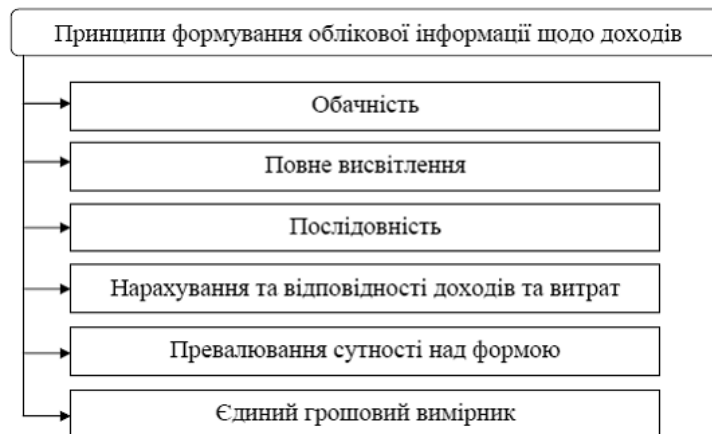 Принципи формування облікової інформації щодо доходів
Обачність
Повне висвітлення
Послідовність
Нарахування та відповідності доходів та витрат
Превалювання сутності над формою
Єдиний грошовий вимірник